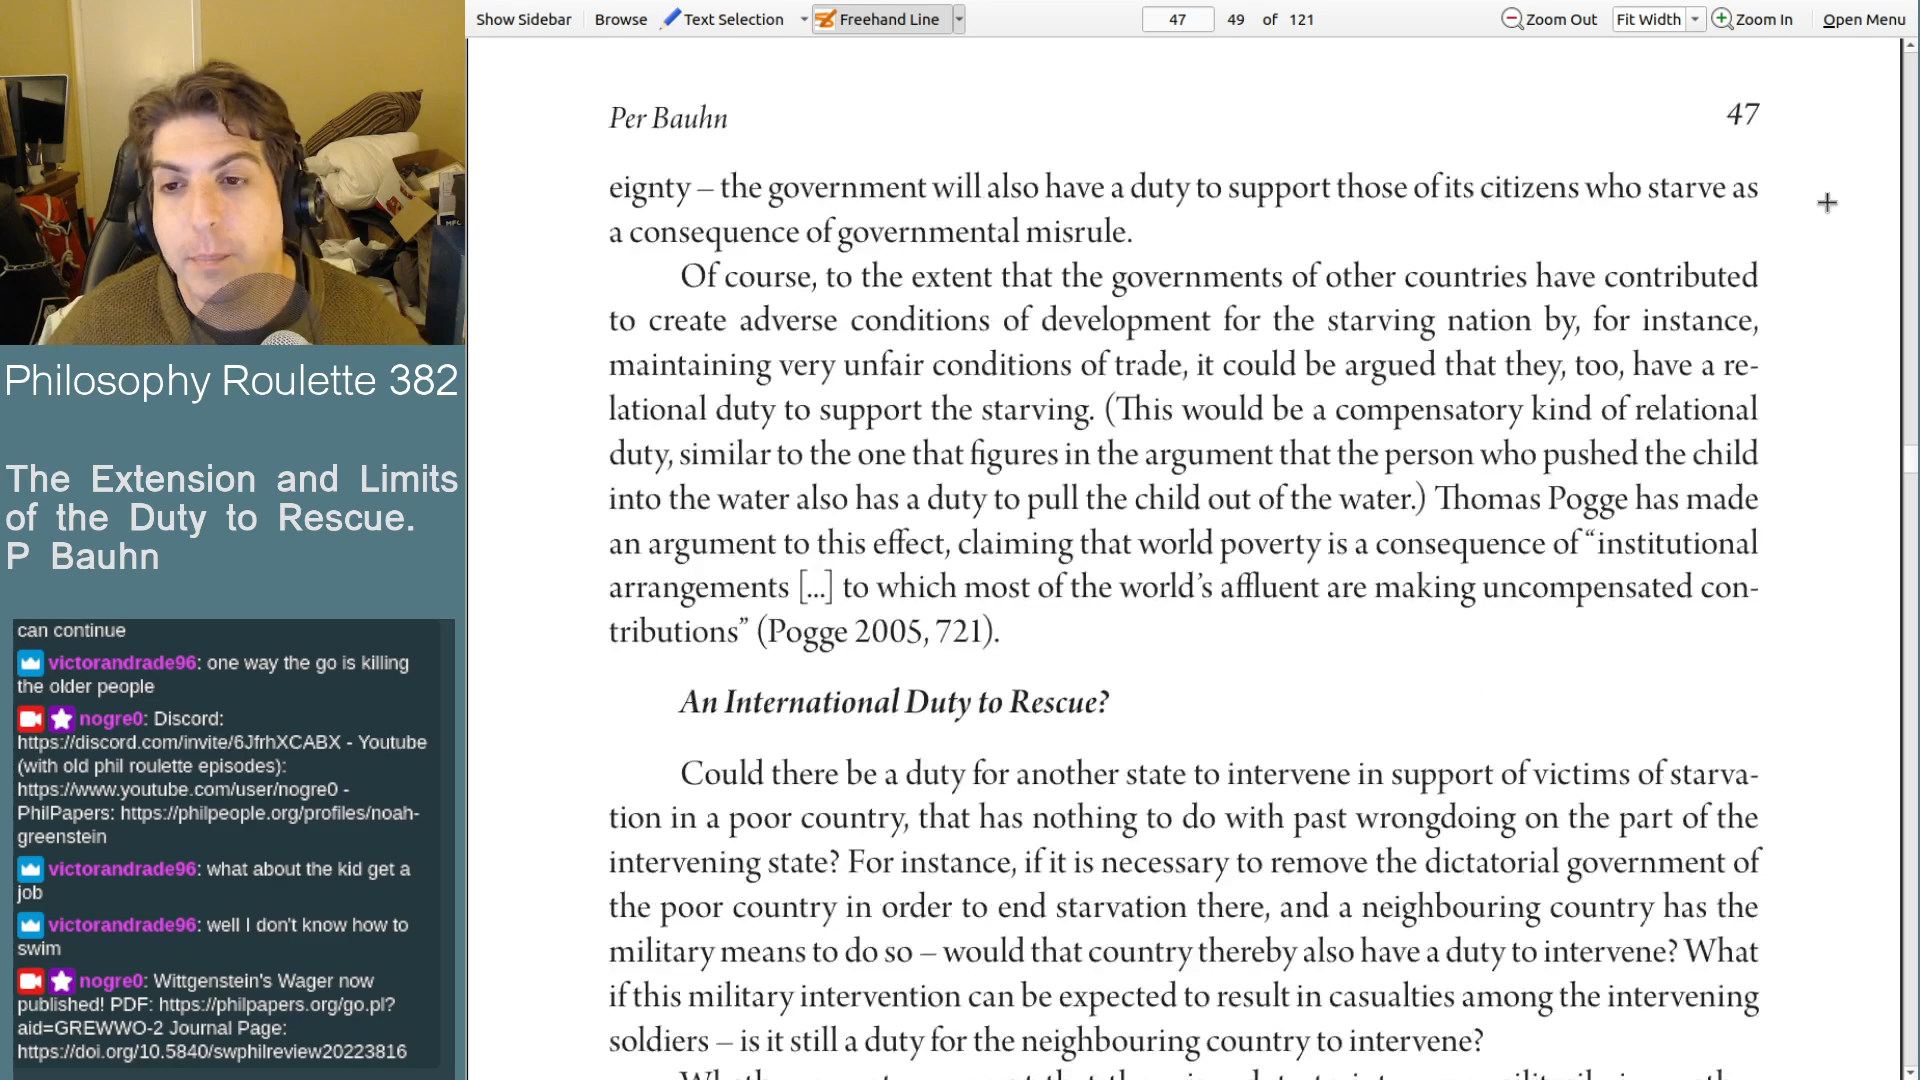 Show Sidebar Browse Text Selection Freehand Line 47 49 of 121 Zoom Out Fit Width Zoom In Open Menu
Per Bauhn 47
eignty – the government will also have a duty to support those of its citizens who starve as
a consequence of governmental misrule.
Of course, to the extent that the governments of other countries have contributed
to create adverse conditions of development for the starving nation by, for instance,
maintaining very unfair conditions of trade, it could be argued that they, too, have a re-
lational duty to support the starving. (This would be a compensatory kind of relational
duty, similar to the one that figures in the argument that the person who pushed the child
into the water also has a duty to pull the child out of the water.) Thomas Pogge has made
an argument to this effect, claiming that world poverty is a consequence of “institutional
arrangements [...] to which most of the world’s affluent are making uncompensated con-
tributions” (Pogge 2005, 721).
An International Duty to Rescue?
Could there be a duty for another state to intervene in support of victims of starva-
tion in a poor country, that has nothing to do with past wrongdoing on the part of the
intervening state? For instance, if it is necessary to remove the dictatorial government of
the poor country in order to end starvation there, and a neighbouring country has the
military means to do so – would that country thereby also have a duty to intervene? What
if this military intervention can be expected to result in casualties among the intervening
soldiers – is it still a duty for the neighbouring country to intervene?
Philosophy Roulette 382
The Extension and Limits
of the Duty to Rescue.
P Bauhn
can continue
victorandrade96: one way the go is killing
the older people
nogre0: Discord:
https://discord.com/invite/6JfrhXCABX - Youtube
(with old phil roulette episodes):
https://www.youtube.com/user/nogre0 -
PhilPapers: https://philpeople.org/profiles/noah-
greenstein
victorandrade96: what about the kid get a
job
victorandrade96: well I don't know how to
swim
nogre0: Wittgenstein's Wager now
published! PDF: https://philpapers.org/go.pl?
aid=GREWWO-2 Journal Page:
https://doi.org/10.5840/swphilreview20223816